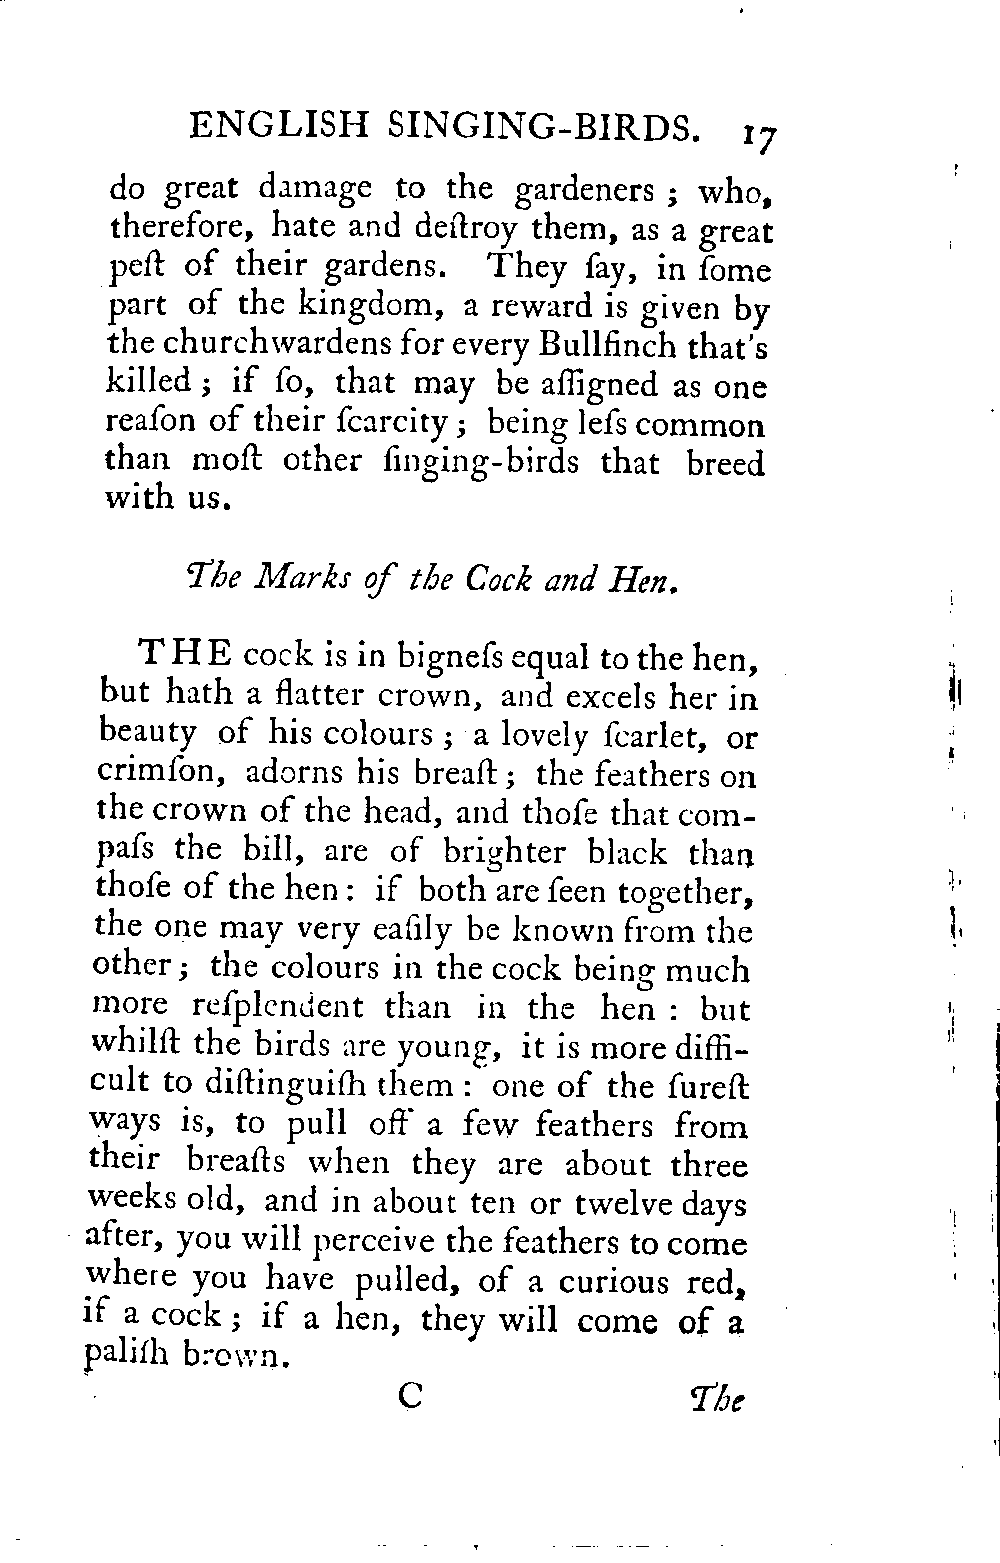 ENGLISH SINGING-BIRDS. 17
do great damage to the gardeners ; who,
therefore, hate and deſtroy them, as a great
peſt of their gardens. They ſay, in ſome
part of the kingdom, a reward is given by
the churchwardens for every Bullfinch that's
killed ; if ſo, that may be aſſigned as one
reaſon of their ſcarcity ; being leſs common
than moſt other ſinging-birds that breed
with us.
The Marks of the Cock and Hen.
THE cock is in bigneſs equal to the hen,
but hath a flatter crown, and excels her in
beauty of his colours ; a lovely ſcarlet, or
crimſon, adorns his breaſt ; the feathers on
the crown of the head, and thoſe that com-
paſs the bill, are of brighter black than
thoſe of the hen : if both are ſeen together,
the one may very eaſily be known from the
other ; the colours in the cock being much
more reſplendent than in the hen : but
whilſt the birds are young, it is more diffi-
cult to diſtinguiſh them : one of the ſureſt
ways is, to pull off a few feathers from
their breaſts when they are about three
weeks old, and in about ten or twelve days
after, you will perceive the feathers to come
where you have pulled, of a curious red,
if a cock ; if a hen, they will come of a
paliſh brown.
C The